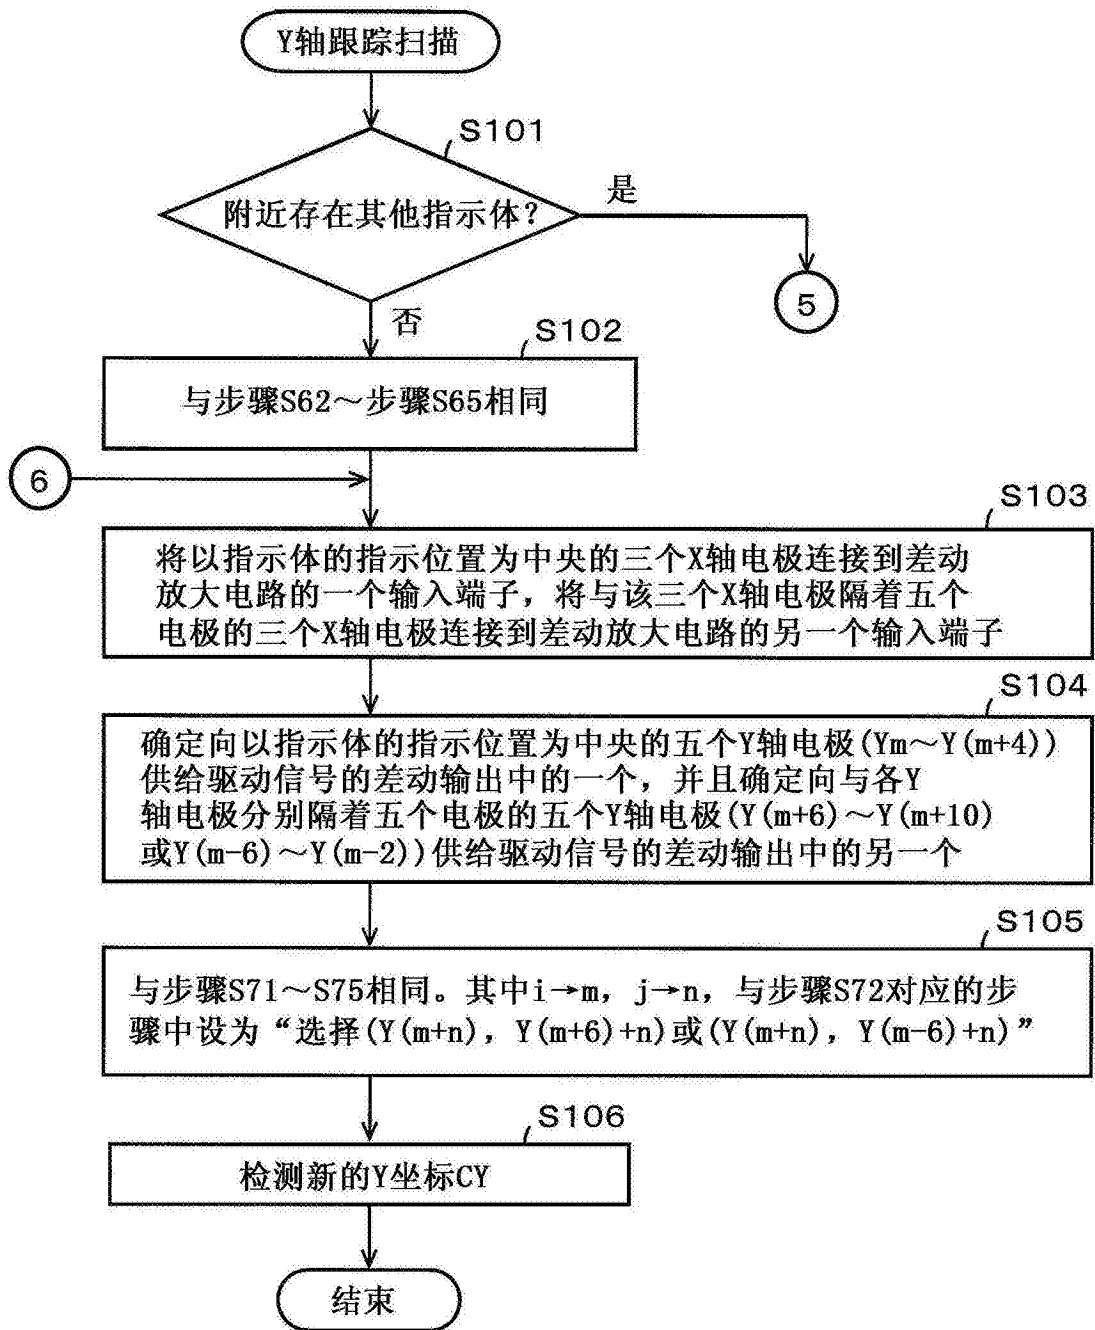 Y轴跟踪扫描
S101
附近存在其他指示体？
是
5
否
S102
与步骤S62～步骤S65相同
6
S103
将以指示体的指示位置为中央的三个X轴电极连接到差动
放大电路的一个输入端子，将与该三个X轴电极隔着五个
电极的三个X轴电极连接到差动放大电路的另一个输入端子
S104
确定向以指示体的指示位置为中央的五个Y轴电极(Ym～Y(m+4))
供给驱动信号的差动输出中的一个，并且确定向与各Y
轴电极分别隔着五个电极的五个Y轴电极(Y(m+6)～Y(m+10)
或Y(m-6)～Y(m-2))供给驱动信号的差动输出中的另一个
S105
与步骤S71～S75相同。其中i→m，j→n，与步骤S72对应的步
骤中设为“选择(Y(m+n)，Y(m+6)+n)或(Y(m+n)，Y(m-6)+n)”
S106
检测新的Y坐标CY
结束